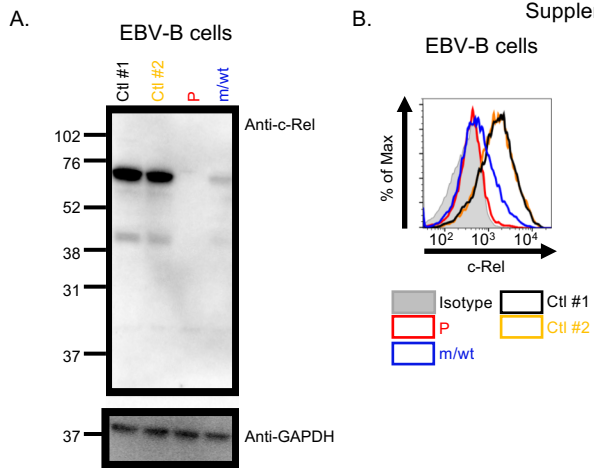 Suppler
A.
B.
EBV-B cells
EBV-B cells
Ctl #1
Ctl #2
P
m/wt
Anti-c-Rel
102
76
52
38
31
37
37
Anti-GAPDH
% of Max
10² 10³ 10⁴
c-Rel
Isotype
Ctl #1
P
Ctl #2
m/wt